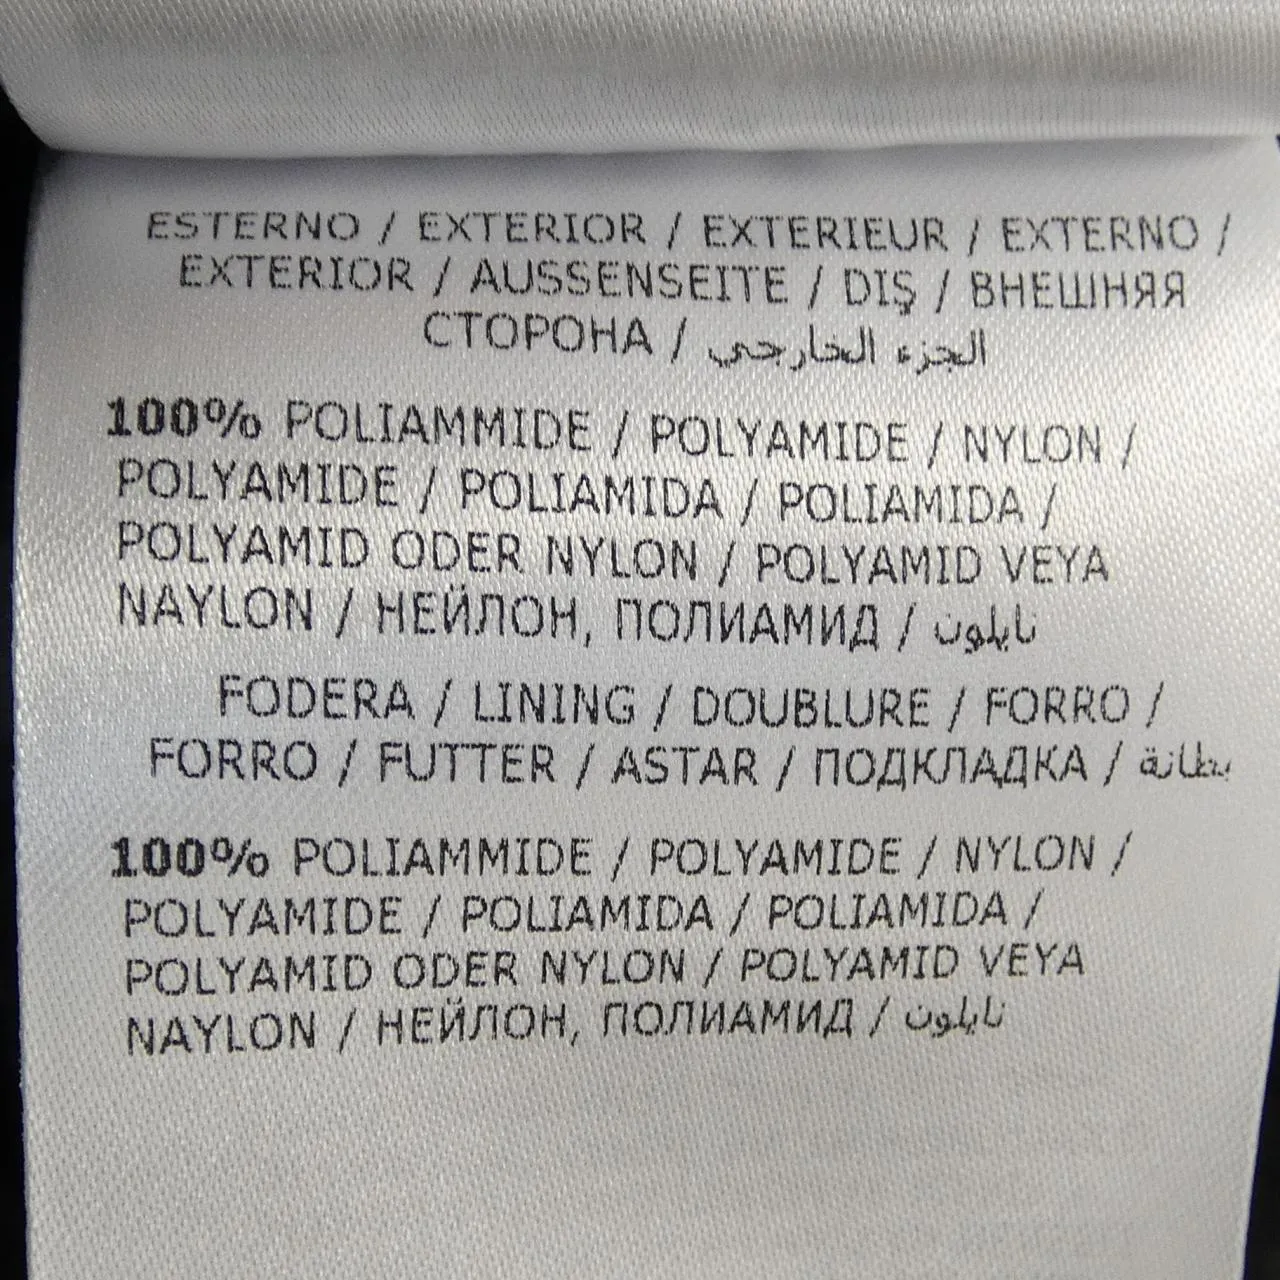 ESTERNO / EXTERIOR / EXTERIEUR / EXTERNO /
EXTERIOR / AUSSENSEITE / DIŞ / ВНЕШНЯЯ
СТОРОНА / الجزء الخارجي
100% POLIAMMIDE / POLYAMIDE / NYLON /
POLYAMIDE / POLIAMIDA / POLIAMIDA /
POLYAMID ODER NYLON / POLYAMID VEYA
NAYLON / НЕЙЛОН, ПОЛИАМИД / نايلون
FODERA / LINING / DOUBLURE / FORRO /
FORRO / FUTTER / ASTAR / ПОДКЛАДКА / بطانة
100% POLIAMMIDE / POLYAMIDE / NYLON /
POLYAMIDE / POLIAMIDA / POLIAMIDA /
POLYAMID ODER NYLON / POLYAMID VEYA
NAYLON / НЕЙЛОН, ПОЛИАМИД / نايلون